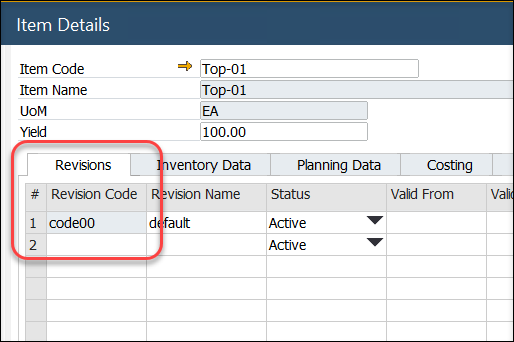 Item Details
Item Code Top-01
Item Name Top-01
UoM EA
Yield 100.00
Revisions Inventory Data Planning Data Costing
# Revision Code Revision Name Status Valid From
1 code00 default Active
2 Active